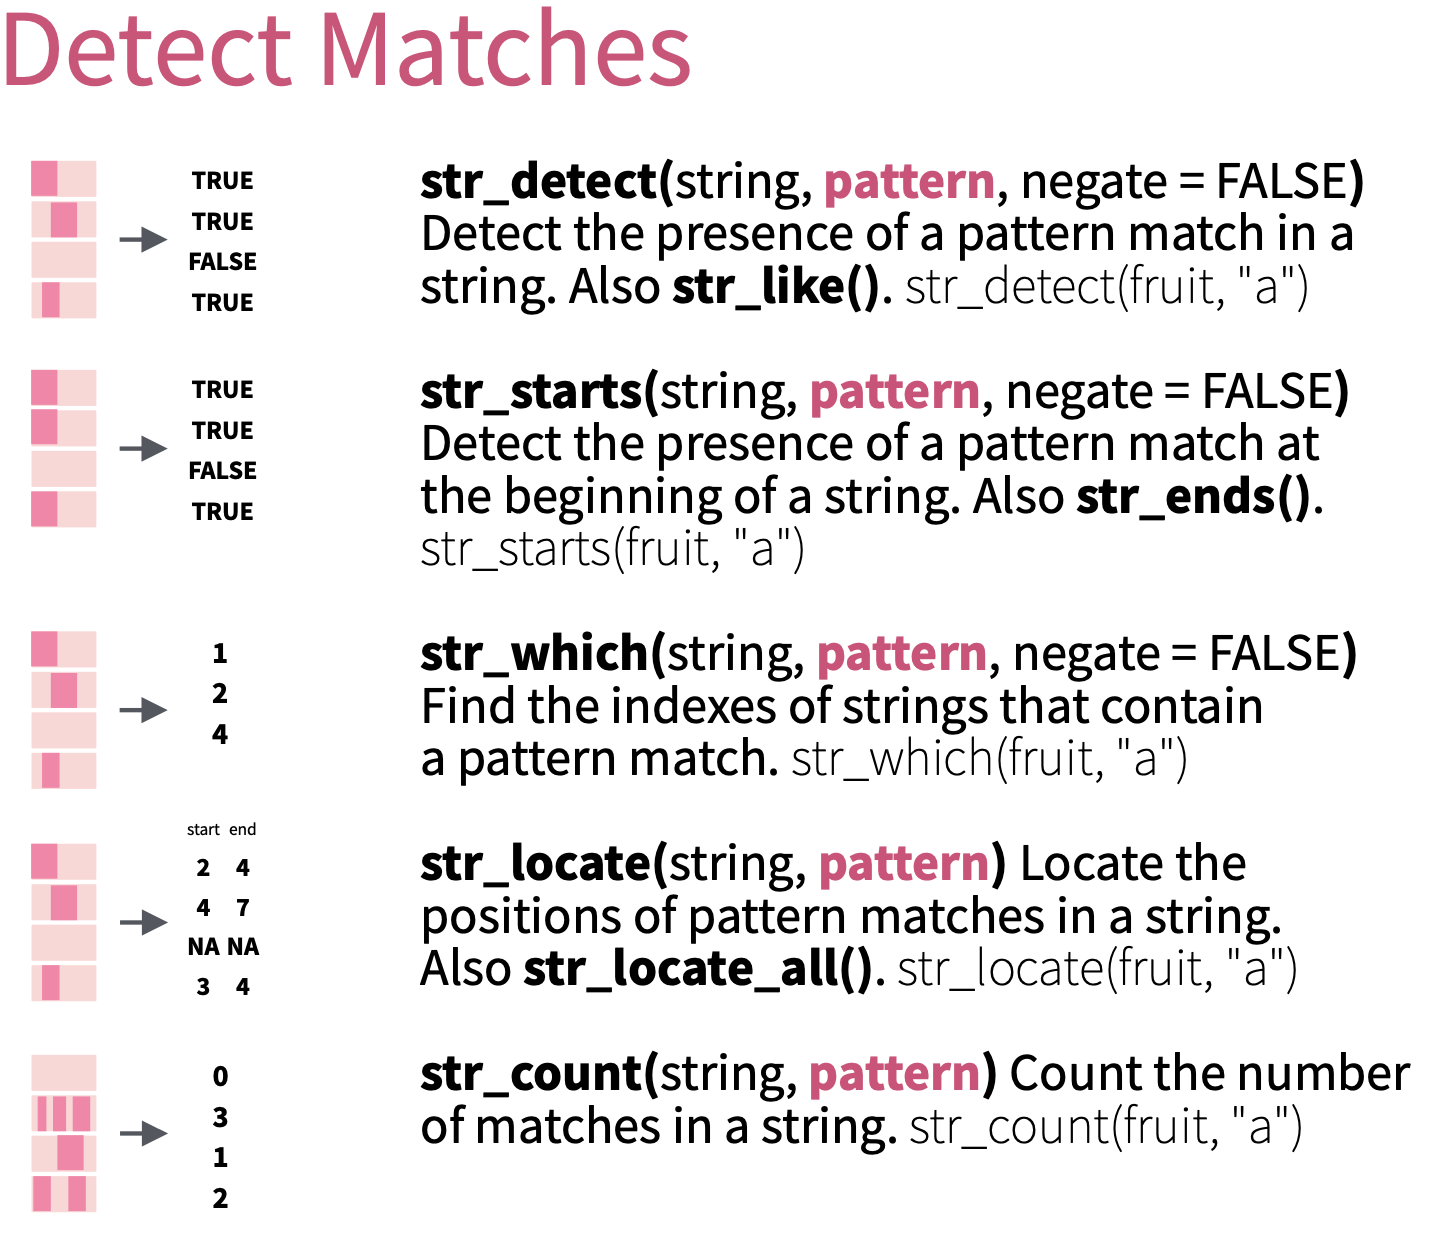 Detect Matches
TRUE
TRUE
FALSE
TRUE
str_detect(string, pattern, negate = FALSE)
Detect the presence of a pattern match in a
string. Also str_like(). str_detect(fruit, "a")
TRUE
TRUE
FALSE
TRUE
str_starts(string, pattern, negate = FALSE)
Detect the presence of a pattern match at
the beginning of a string. Also str_ends().
str_starts(fruit, "a")
1
2
4
str_which(string, pattern, negate = FALSE)
Find the indexes of strings that contain
a pattern match. str_which(fruit, "a")
start end
2 4
4 7
NA NA
3 4
str_locate(string, pattern) Locate the
positions of pattern matches in a string.
Also str_locate_all(). str_locate(fruit, "a")
0
3
1
2
str_count(string, pattern) Count the number
of matches in a string. str_count(fruit, "a")